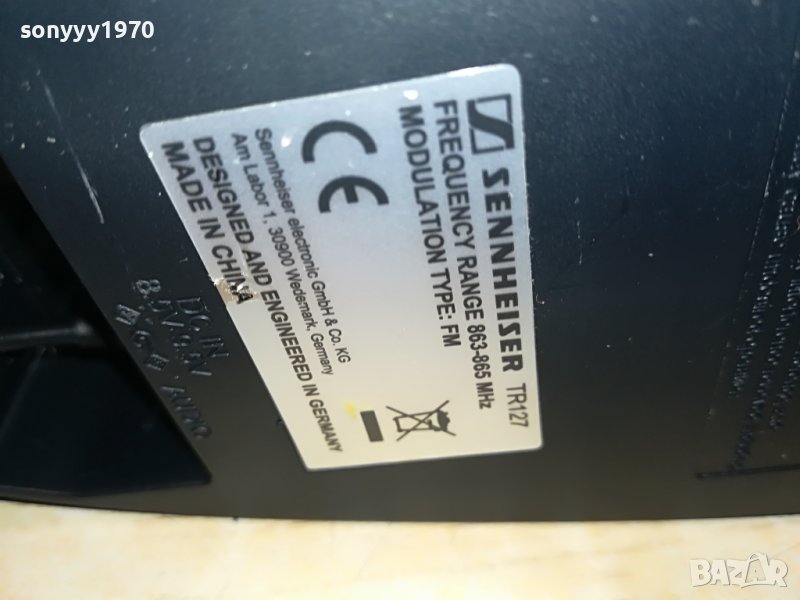 sonyyy1970
SENNHEISER TR127
FREQUENCY RANGE 863-865 MHz
MODULATION TYPE: FM
CE
Sennheiser electronic GmbH & Co. KG
Am Labor 1, 30900 Wedemark, Germany
DESIGNED AND ENGINEERED IN GERMANY
MADE IN CHINA
DC IN
AUDIO
BAZAR